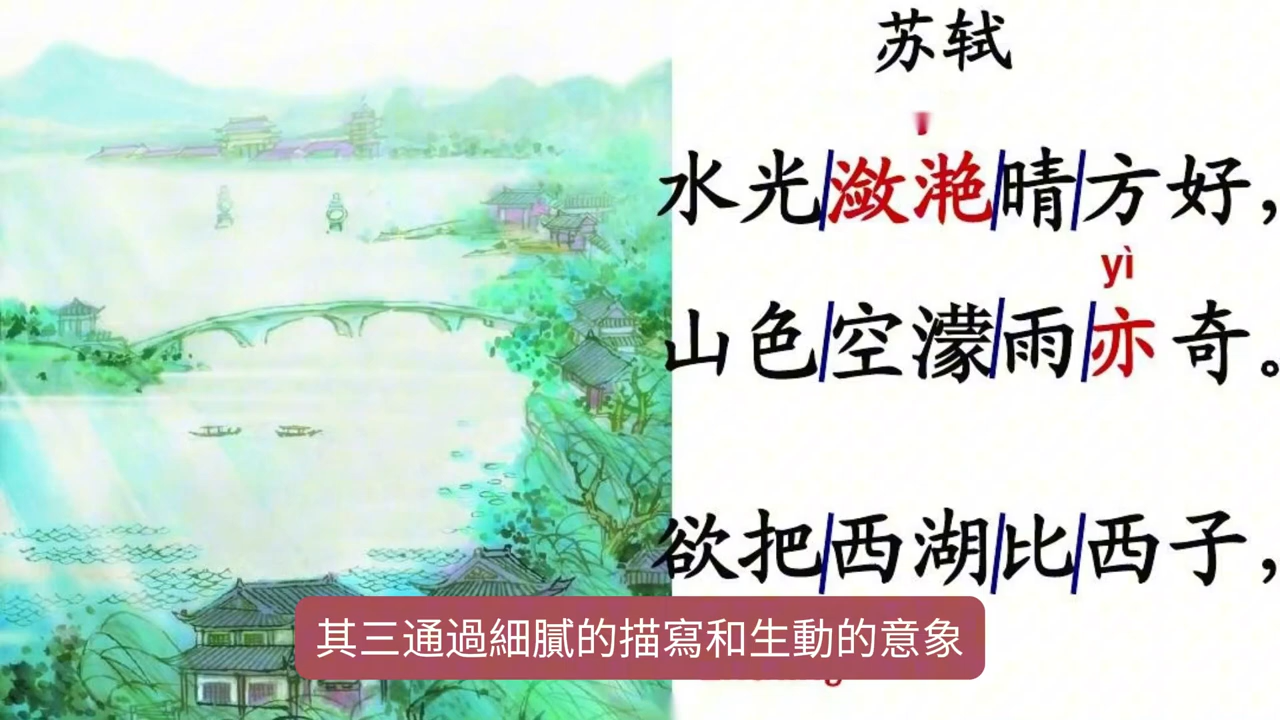 苏轼
水光|潋滟|晴|方好，
yì
山色|空濛|雨|亦奇。
欲把|西湖|比|西子，
其三通過細膩的描寫和生動的意象